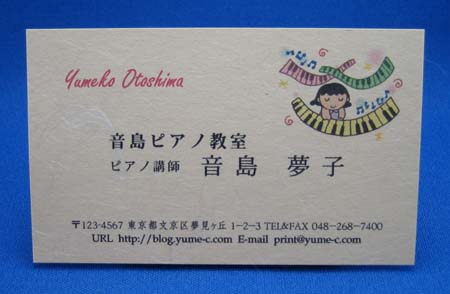 Yumeko Otoshima
音島ピアノ教室
ピアノ講師 音島 夢子
〒123-4567 東京都文京区夢見ヶ丘 1-2-3 TEL&FAX 048-268-7400
URL http://blog.yume-c.com E-mail print@yume-c.com